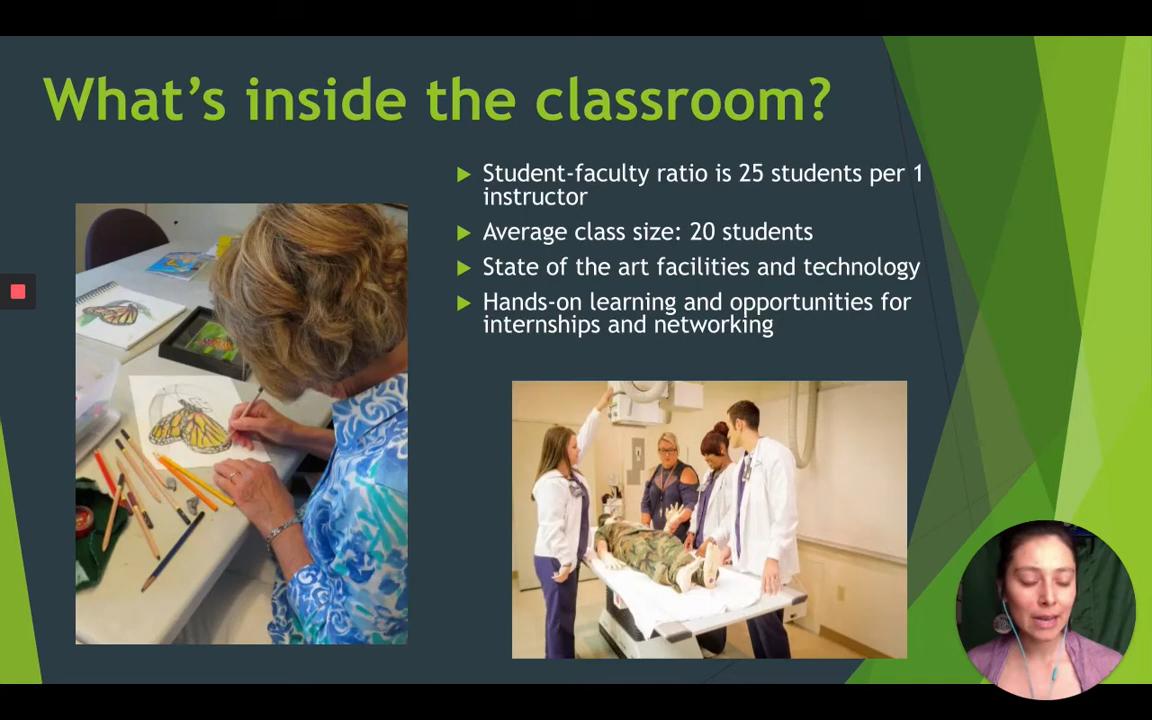 What's inside the classroom?
Student-faculty ratio is 25 students per 1
instructor
Average class size: 20 students
State of the art facilities and technology
Hands-on learning and opportunities for
internships and networking